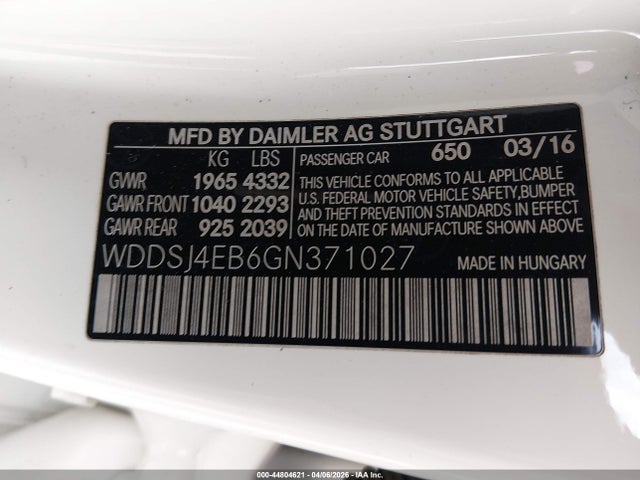 MFD BY DAIMLER AG STUTTGART
KG LBS
GVWR 1965 4332
GAWR FRONT 1040 2293
GAWR REAR 925 2039
PASSENGER CAR 650 03/16
THIS VEHICLE CONFORMS TO ALL APPLICABLE
U.S. FEDERAL MOTOR VEHICLE SAFETY, BUMPER
AND THEFT PREVENTION STANDARDS IN EFFECT
ON THE DATE OF MANUFACTURE SHOWN ABOVE
WDDSJ4EB6GN371027 MADE IN HUNGARY
000-44804621 - 04/06/2026 - IAA Inc.